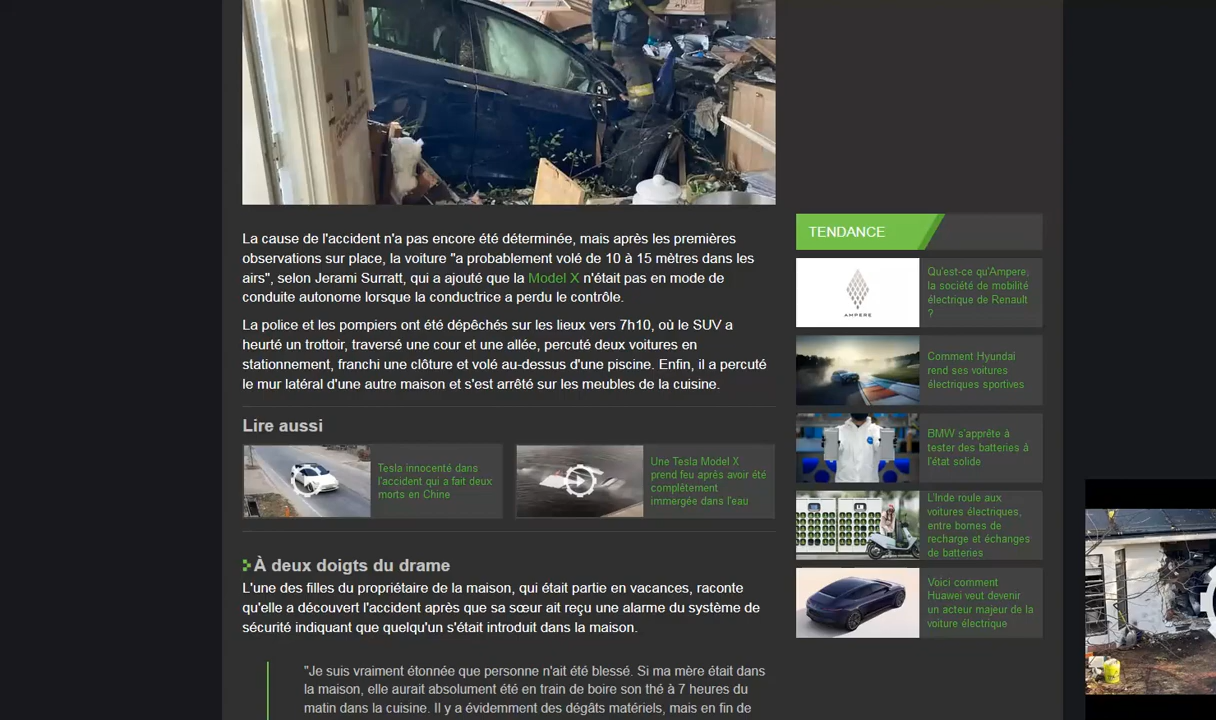 La cause de l'accident n'a pas encore été déterminée, mais après les premières
observations sur place, la voiture "a probablement volé de 10 à 15 mètres dans les
airs", selon Jerami Surratt, qui a ajouté que la Model X n'était pas en mode de
conduite autonome lorsque la conductrice a perdu le contrôle.
La police et les pompiers ont été dépêchés sur les lieux vers 7h10, où le SUV a
heurté un trottoir, traversé une cour et une allée, percuté deux voitures en
stationnement, franchi une clôture et volé au-dessus d'une piscine. Enfin, il a percuté
le mur latéral d'une autre maison et s'est arrêté sur les meubles de la cuisine.
Lire aussi
Tesla innocenté dans
l'accident qui a fait deux
morts en Chine
Une Tesla Model X
prend feu après avoir été
complètement
immergée dans l'eau
À deux doigts du drame
L'une des filles du propriétaire de la maison, qui était partie en vacances, raconte
qu'elle a découvert l'accident après que sa sœur ait reçu une alarme du système de
sécurité indiquant que quelqu'un s'était introduit dans la maison.
"Je suis vraiment étonnée que personne n'ait été blessé. Si ma mère était dans
la maison, elle aurait absolument été en train de boire son thé à 7 heures du
matin dans la cuisine. Il y a évidemment des dégâts matériels, mais en fin de
TENDANCE
AMPERE
Qu'est-ce qu'Ampere,
la société de mobilité
électrique de Renault
?
Comment Hyundai
rend ses voitures
électriques sportives
BMW s'apprête à
tester des batteries à
l'état solide
L'Inde roule aux
voitures électriques,
entre bornes de
recharge et échanges
de batteries
Voici comment
Huawei veut devenir
un acteur majeur de la
voiture électrique